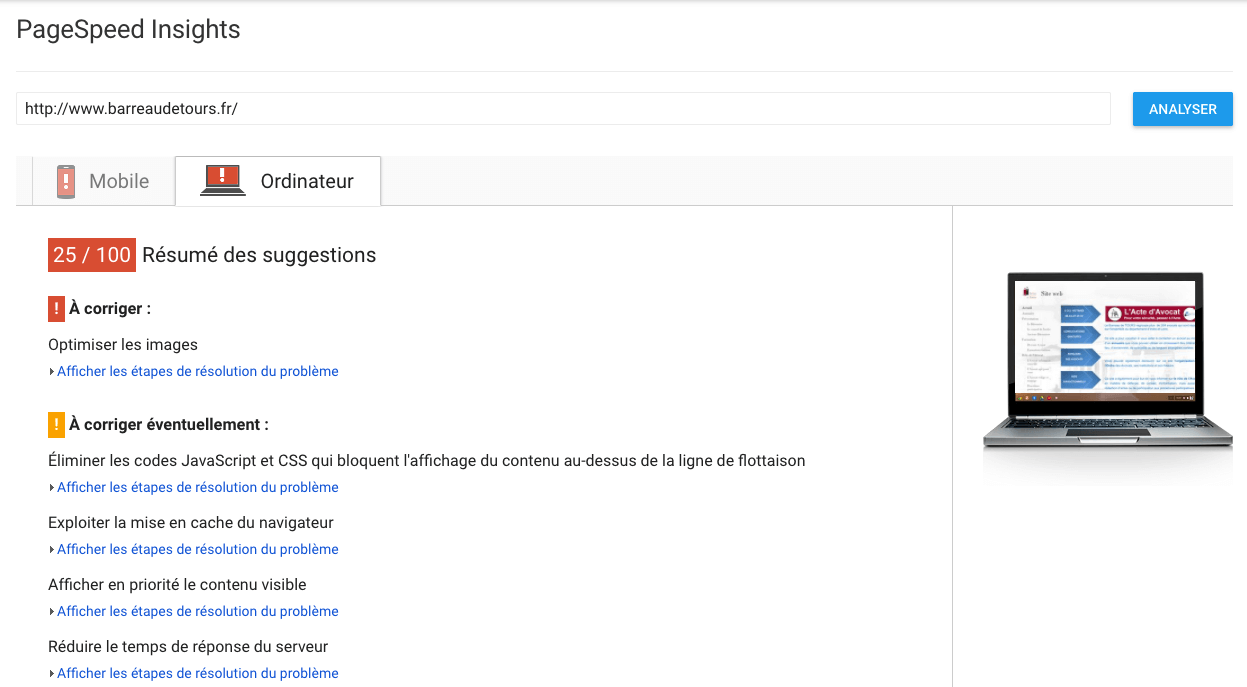 PageSpeed Insights
http://www.barreaudetours.fr/
ANALYSER
Mobile
Ordinateur
25 / 100 Résumé des suggestions
! À corriger :
Optimiser les images
Afficher les étapes de résolution du problème
! À corriger éventuellement :
Éliminer les codes JavaScript et CSS qui bloquent l'affichage du contenu au-dessus de la ligne de flottaison
Afficher les étapes de résolution du problème
Exploiter la mise en cache du navigateur
Afficher les étapes de résolution du problème
Afficher en priorité le contenu visible
Afficher les étapes de résolution du problème
Réduire le temps de réponse du serveur
Afficher les étapes de résolution du problème
Site web
L'Acte d'Avocat